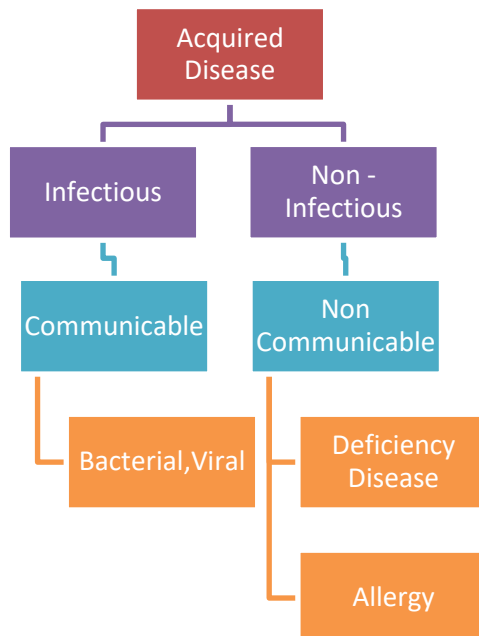 Acquired
Disease
Infectious
Non -
Infectious
Communicable
Non
Communicable
Bacterial,Viral
Deficiency
Disease
Allergy